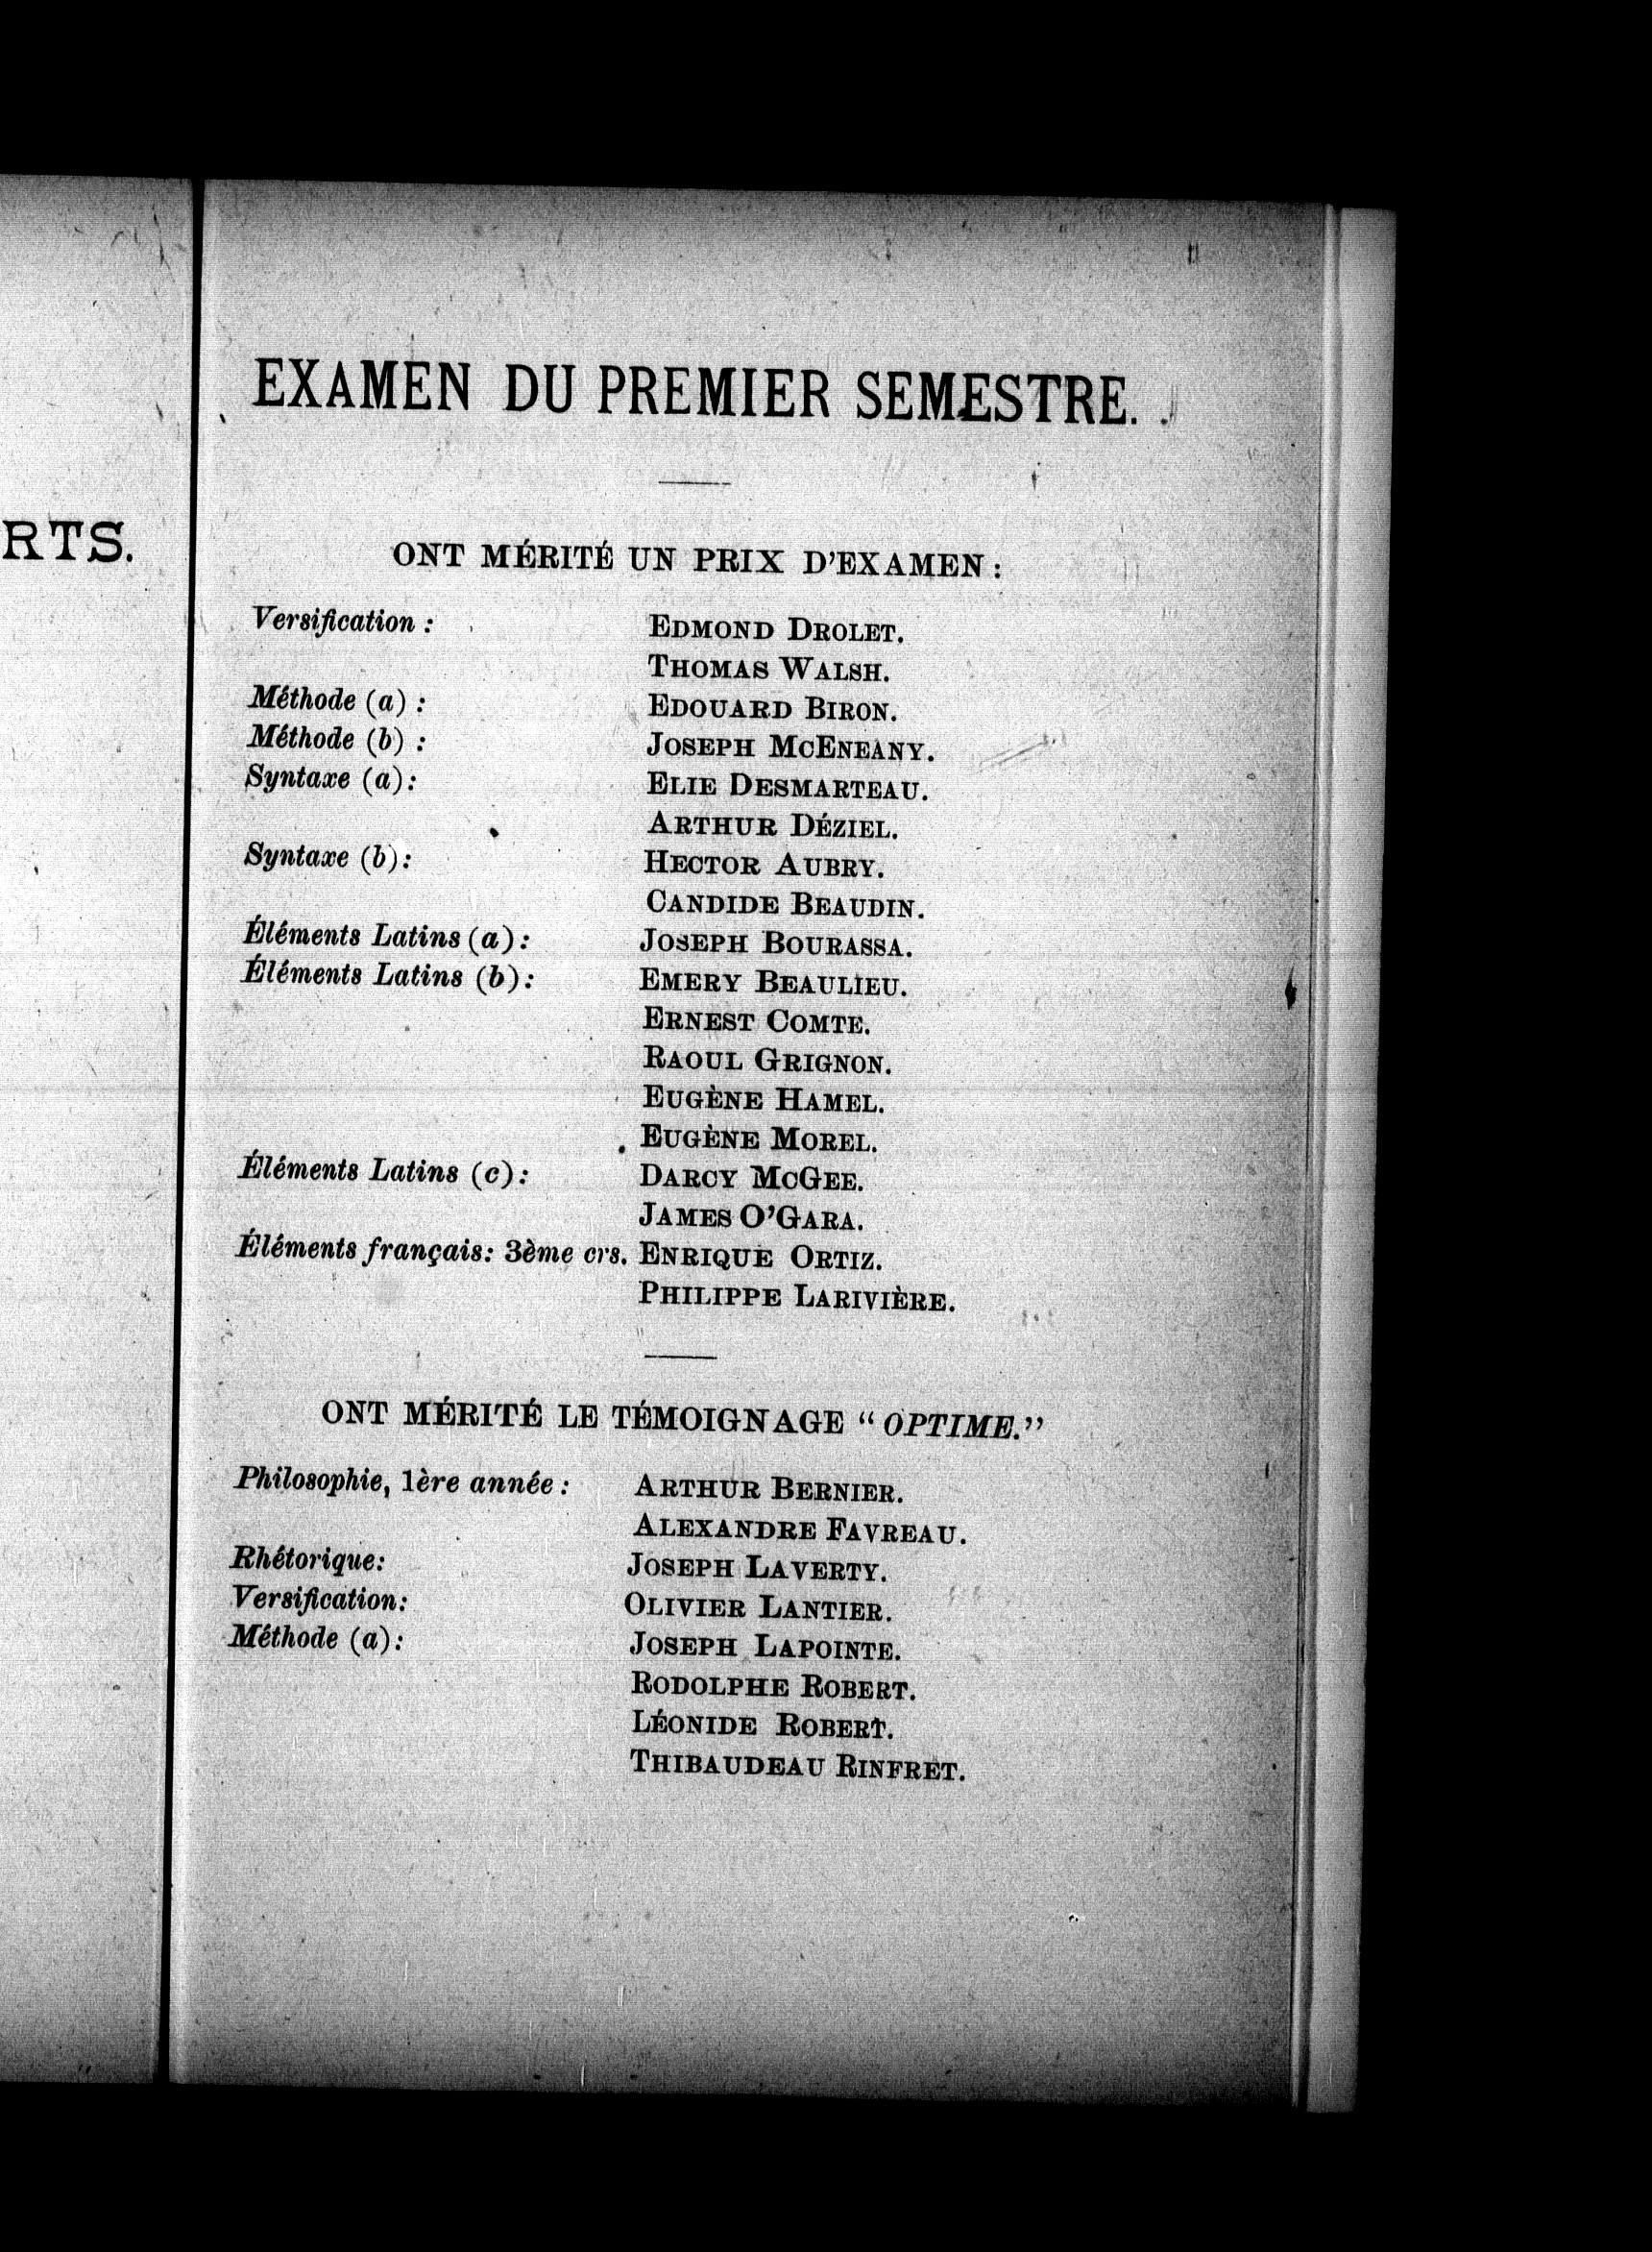 RTS.
EXAMEN DU PREMIER SEMESTRE.
ONT MÉRITÉ UN PRIX D'EXAMEN :
Versification : EDMOND DROLET.
THOMAS WALSH.
Méthode (a) : EDOUARD BIRON.
Méthode (b) : JOSEPH MCENEANY.
Syntaxe (a): ELIE DESMARTEAU.
ARTHUR DÉZIEL.
Syntaxe (b): HECTOR AUBRY.
CANDIDE BEAUDIN.
Éléments Latins (a): JOSEPH BOURASSA.
Éléments Latins (b): EMERY BEAULIEU.
ERNEST COMTE.
RAOUL GRIGNON.
EUGÈNE HAMEL.
EUGÈNE MOREL.
Éléments Latins (c): DARCY MCGEE.
JAMES O'GARA.
Éléments français: 3ème crs. ENRIQUE ORTIZ.
PHILIPPE LARIVIÈRE.
ONT MÉRITÉ LE TÉMOIGNAGE "OPTIME."
Philosophie, 1ère année : ARTHUR BERNIER.
ALEXANDRE FAVREAU.
Rhétorique: JOSEPH LAVERTY.
Versification: OLIVIER LANTIER.
Méthode (a): JOSEPH LAPOINTE.
RODOLPHE ROBERT.
LÉONIDE ROBERT.
THIBAUDEAU RINFRET.